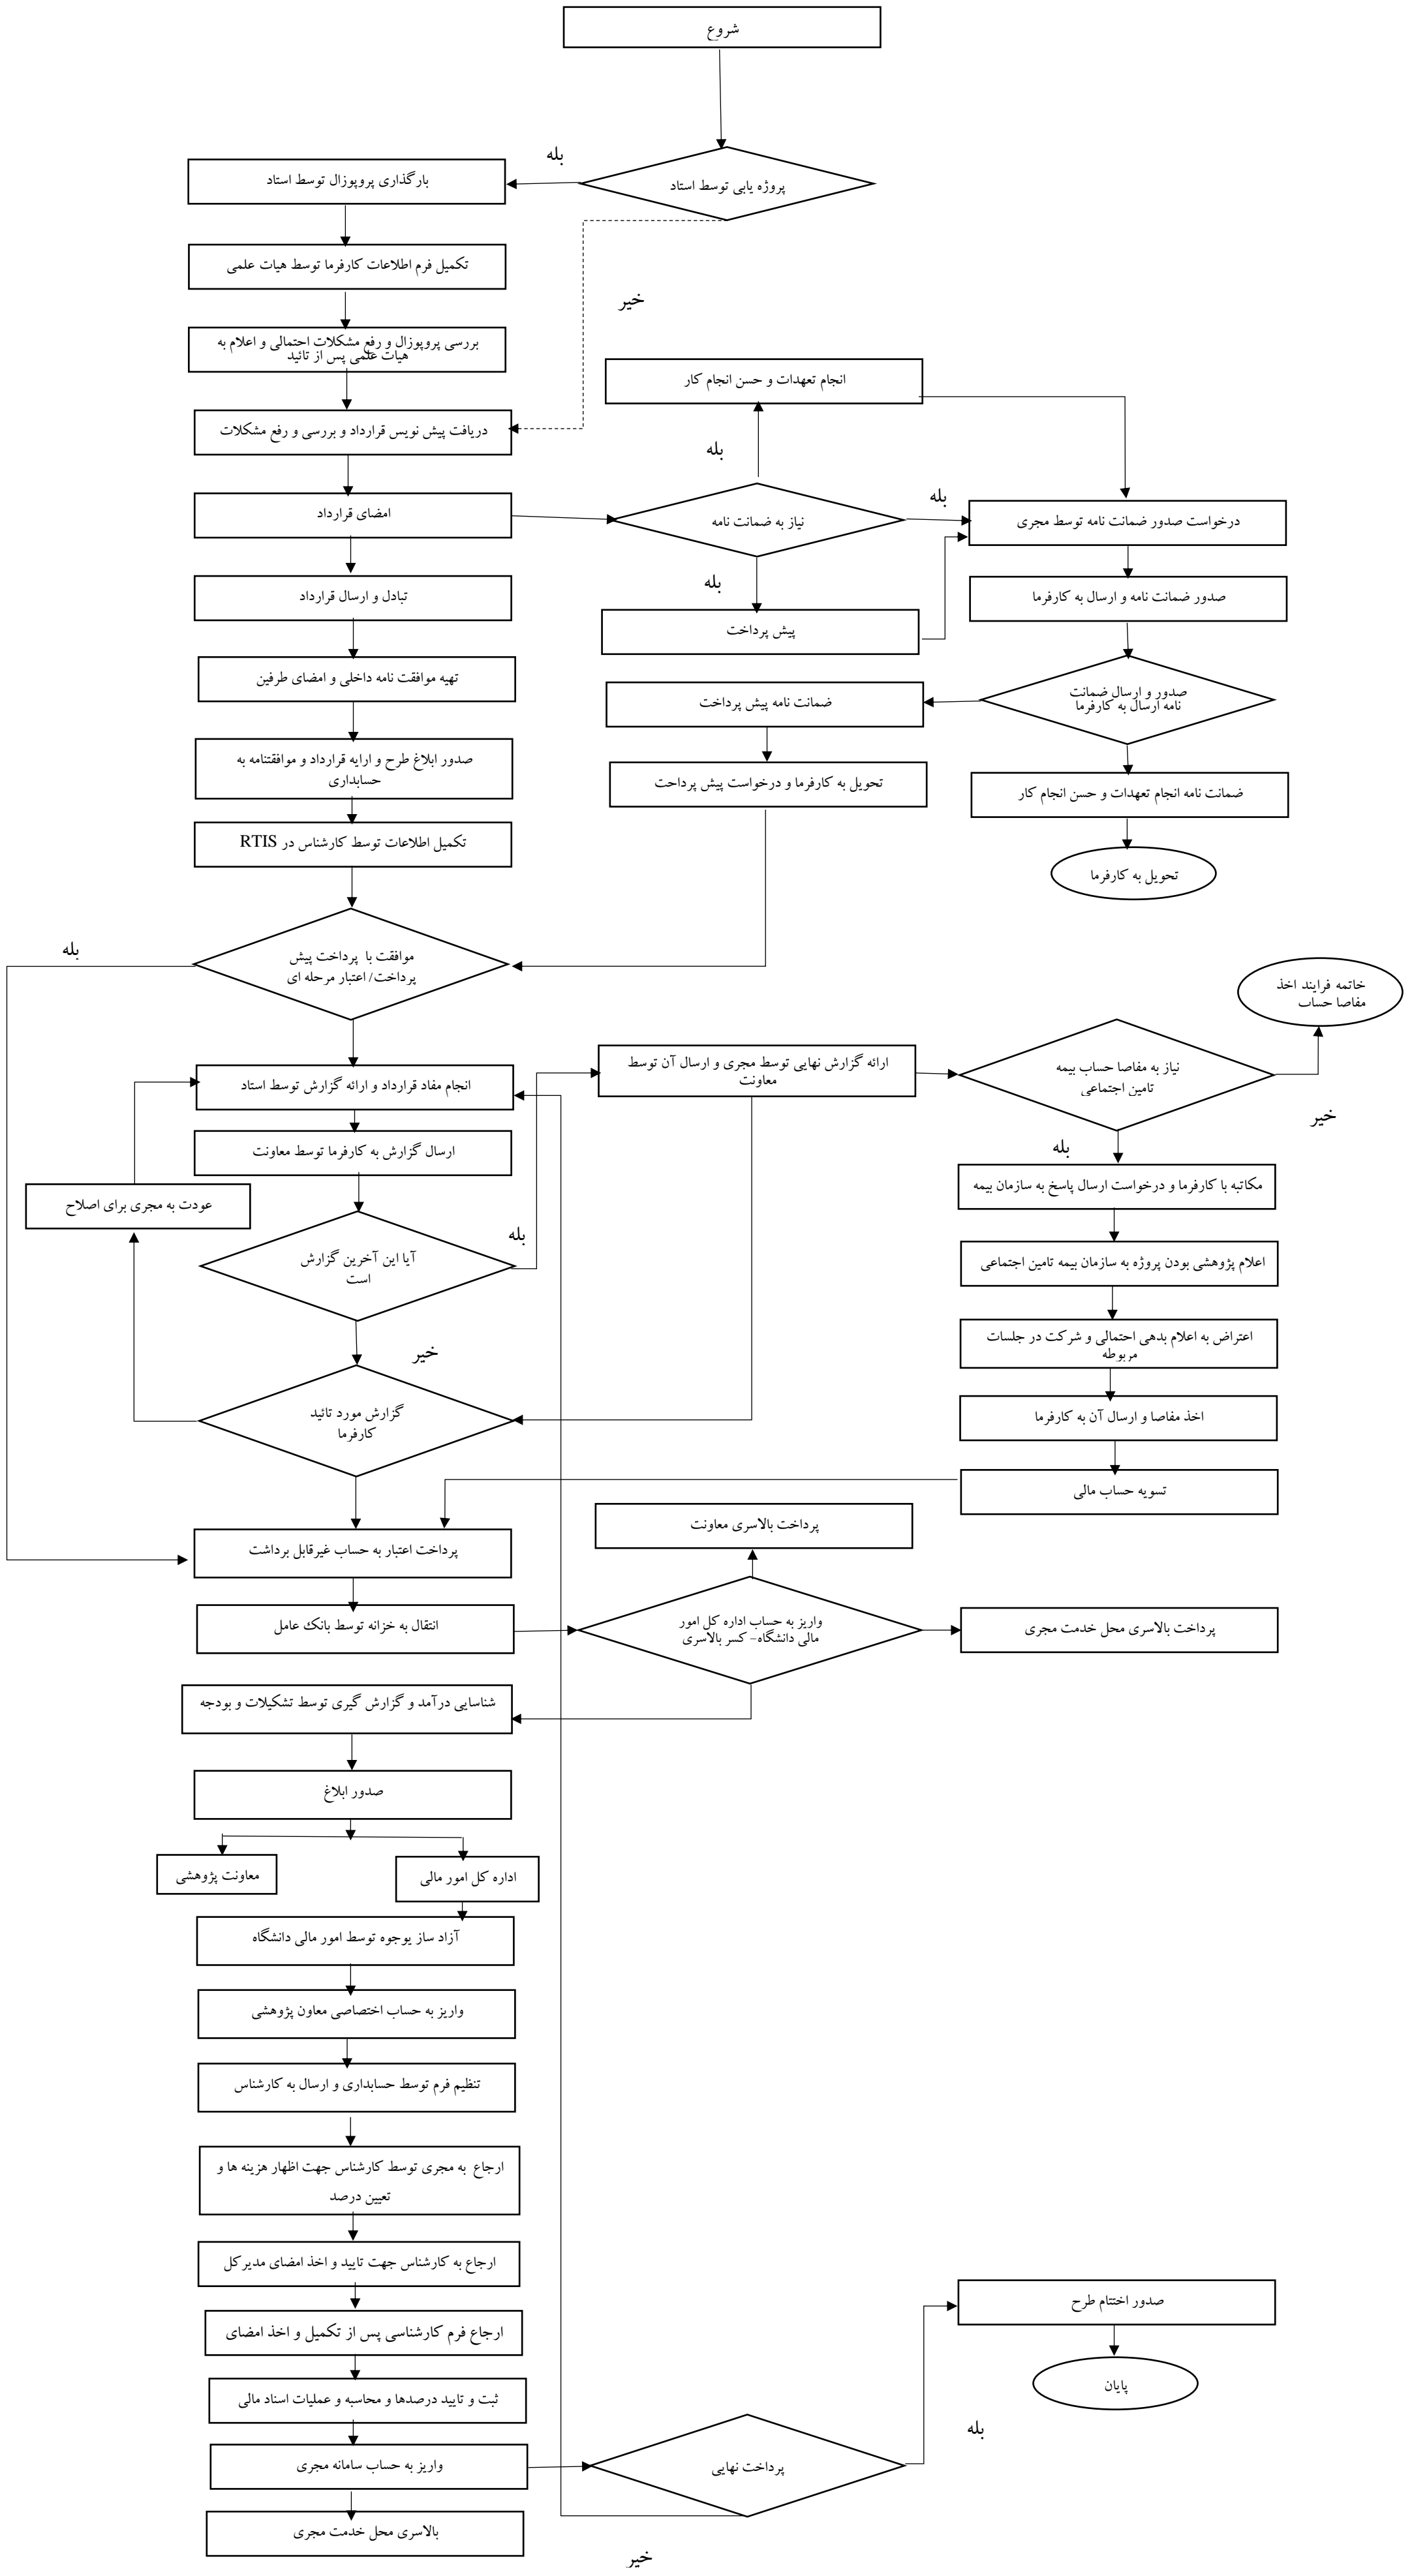 شروع
پروژه یابی توسط استاد
بله
بارگذاری پروپوزال توسط استاد
تکمیل فرم اطلاعات کارفرما توسط هیات علمی
خیر
بررسی پروپوزال و رفع مشکلات احتمالی و اعلام به
هیات علمی پس از تائید
انجام تعهدات و حسن انجام کار
دریافت پیش نویس قرارداد و بررسی و رفع مشکلات
بله
امضای قرارداد
نیاز به ضمانت نامه
بله
درخواست صدور ضمانت نامه توسط مجری
بله
تبادل و ارسال قرارداد
صدور ضمانت نامه و ارسال به کارفرما
پیش پرداخت
تهیه موافقت نامه داخلی و امضای طرفین
صدور و ارسال ضمانت
نامه ارسال به کارفرما
ضمانت نامه پیش پرداخت
صدور ابلاغ طرح و ارایه قرارداد و موافقتنامه به
حسابداری
تحویل به کارفرما و درخواست پیش پرداحت
ضمانت نامه انجام تعهدات و حسن انجام کار
تکمیل اطلاعات توسط کارشناس در RTIS
تحویل به کارفرما
بله
موافقت با پرداخت پیش
پرداخت/ اعتبار مرحله ای
خاتمه فرایند اخذ
مفاصا حساب
ارائه گزارش نهایی توسط مجری و ارسال آن توسط
معاونت
نیاز به مفاصا حساب بیمه
تامین اجتماعی
انجام مفاد قرارداد و ارائه گزارش توسط استاد
خیر
بله
ارسال گزارش به کارفرما توسط معاونت
مکاتبه با کارفرما و درخواست ارسال پاسخ به سازمان بیمه
عودت به مجری برای اصلاح
بله
آیا این آخرین گزارش
است
اعلام پژوهشی بودن پروژه به سازمان بیمه تامین اجتماعی
خیر
اعتراض به اعلام بدهی احتمالی و شرکت در جلسات
مربوطه
گزارش مورد تائید
کارفرما
اخذ مفاصا و ارسال آن به کارفرما
تسویه حساب مالی
پرداخت بالاسری معاونت
پرداخت اعتبار به حساب غیرقابل برداشت
انتقال به خزانه توسط بانک عامل
واریز به حساب اداره کل امور
مالی دانشگاه- کسر بالاسری
پرداخت بالاسری محل خدمت مجری
شناسایی درآمد و گزارش گیری توسط تشکیلات و بودجه
صدور ابلاغ
معاونت پژوهشی
اداره کل امور مالی
آزاد ساز یوجوه توسط امور مالی دانشگاه
واریز به حساب اختصاصی معاون پژوهشی
تنظیم فرم توسط حسابداری و ارسال به کارشناس
ارجاع به مجری توسط کارشناس جهت اظهار هزینه ها و
تعیین درصد
ارجاع به کارشناس جهت تایید و اخذ امضای مدیرکل
صدور اختتام طرح
ارجاع فرم کارشناسی پس از تکمیل و اخذ امضای
پایان
ثبت و تایید درصدها و محاسبه و عملیات اسناد مالی
بله
واریز به حساب سامانه مجری
پرداخت نهایی
بالاسری محل خدمت مجری
خیر